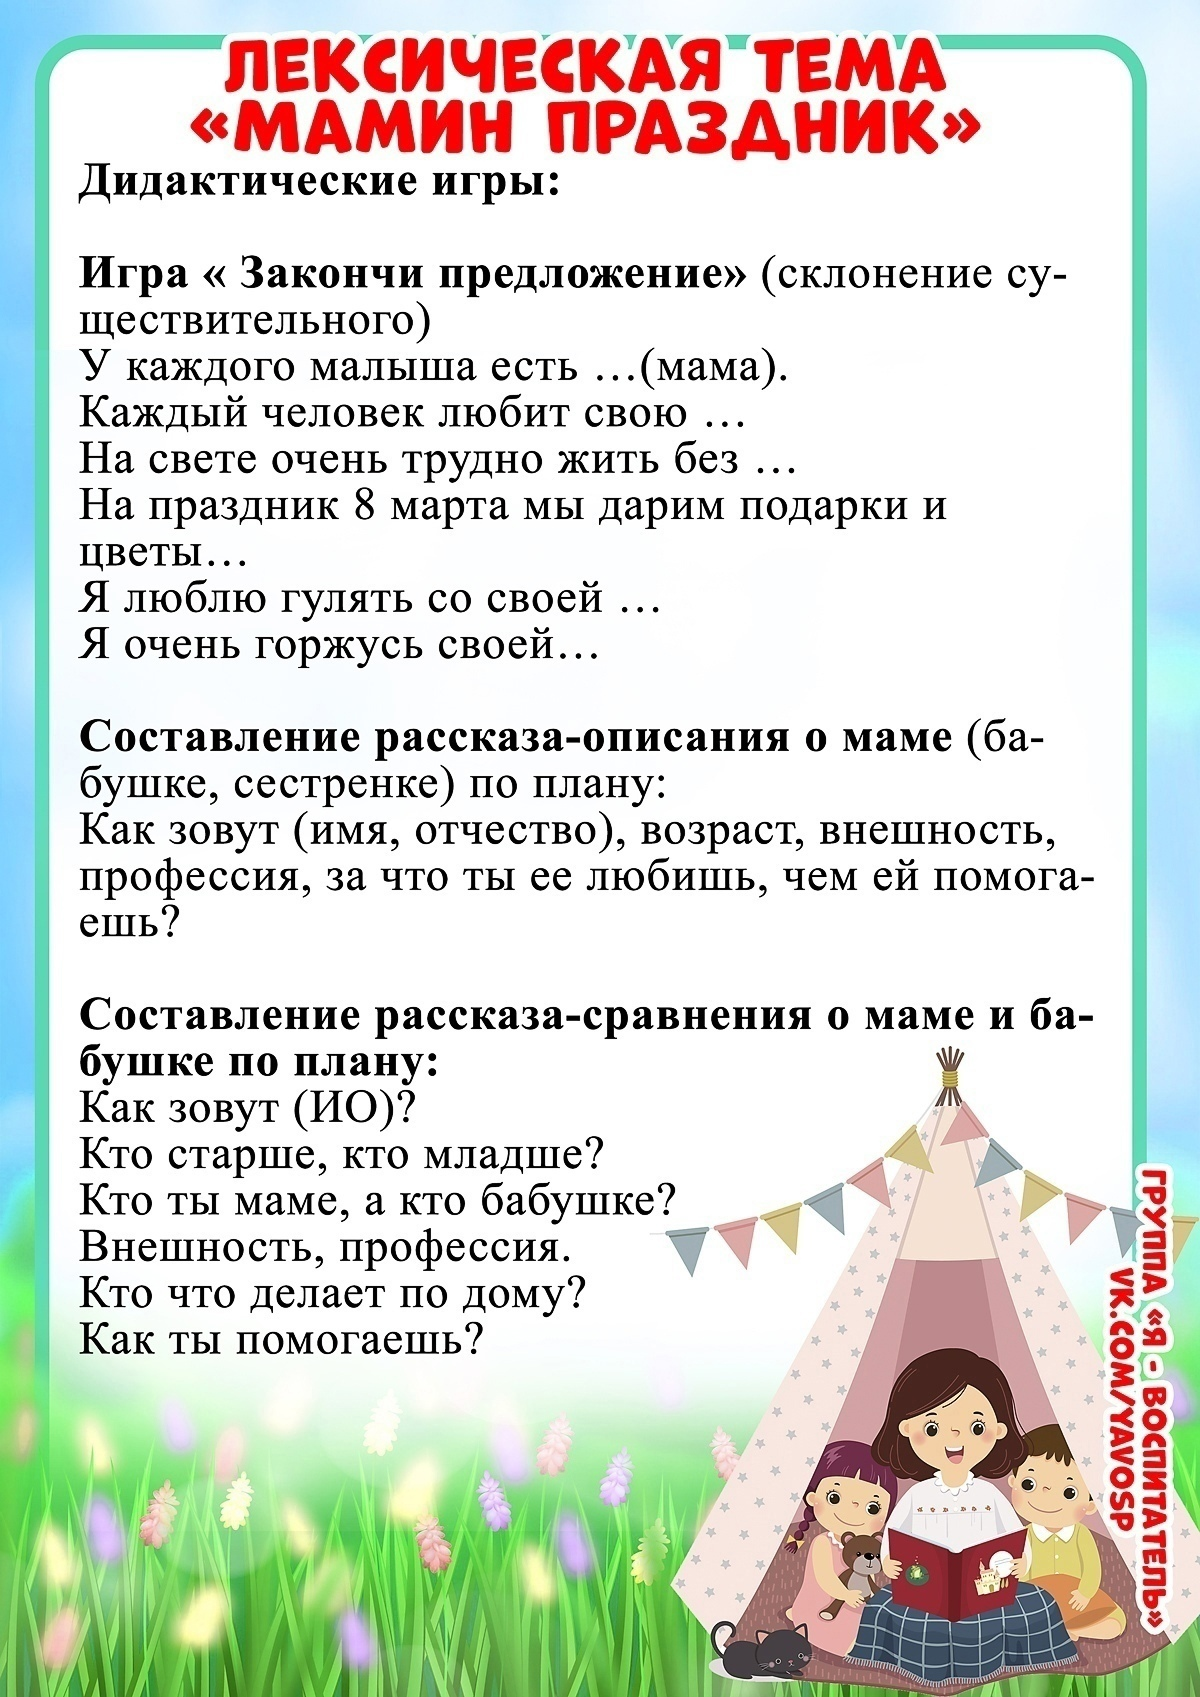 ЛЕКСИЧЕСКАЯ ТЕМА
«МАМИН ПРАЗДНИК»
Дидактические игры:
Игра « Закончи предложение» (склонение су-
ществительного)
У каждого малыша есть …(мама).
Каждый человек любит свою …
На свете очень трудно жить без …
На праздник 8 марта мы дарим подарки и
цветы…
Я люблю гулять со своей …
Я очень горжусь своей…
Составление рассказа-описания о маме (ба-
бушке, сестренке) по плану:
Как зовут (имя, отчество), возраст, внешность,
профессия, за что ты ее любишь, чем ей помога-
ешь?
Составление рассказа-сравнения о маме и ба-
бушке по плану:
Как зовут (ИО)?
Кто старше, кто младше?
Кто ты маме, а кто бабушке?
Внешность, профессия.
Кто что делает по дому?
Как ты помогаешь?
ГРУППА «Я - ВОСПИТАТЕЛЬ»
VK.COM/YAVOSP